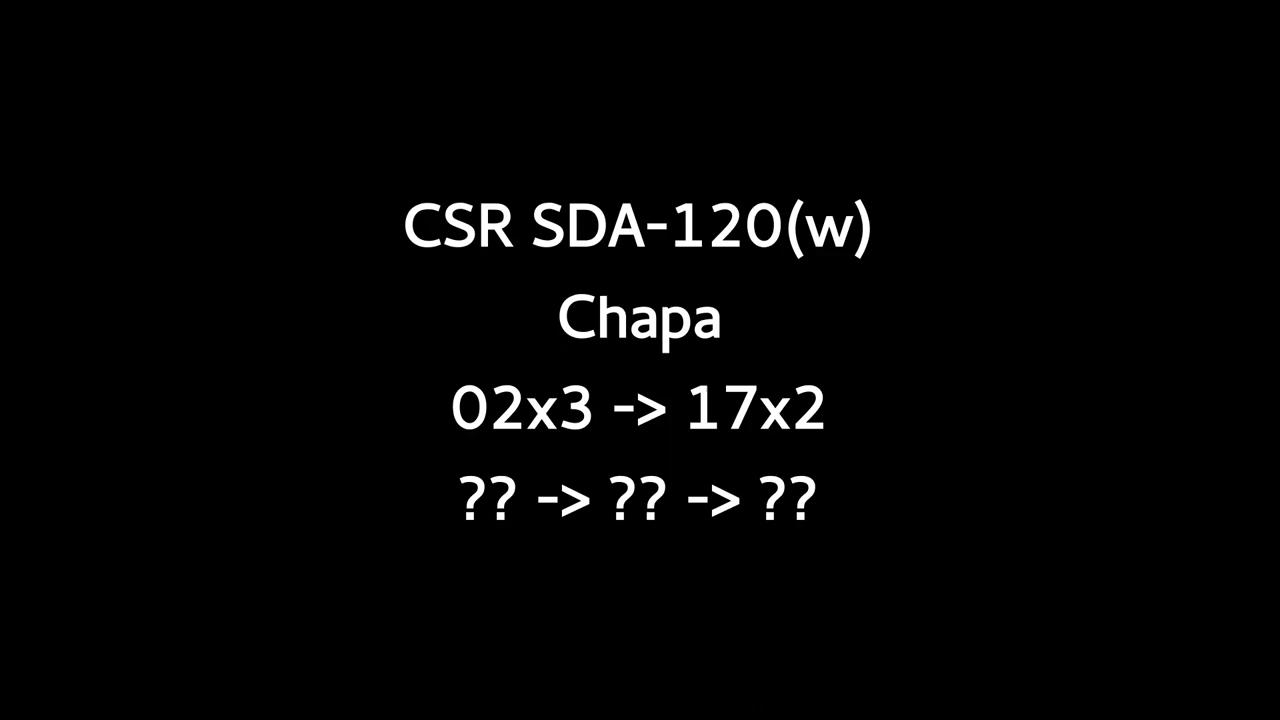 CSR SDA-120(w)
Chapa
02x3 -> 17x2
?? -> ?? -> ??